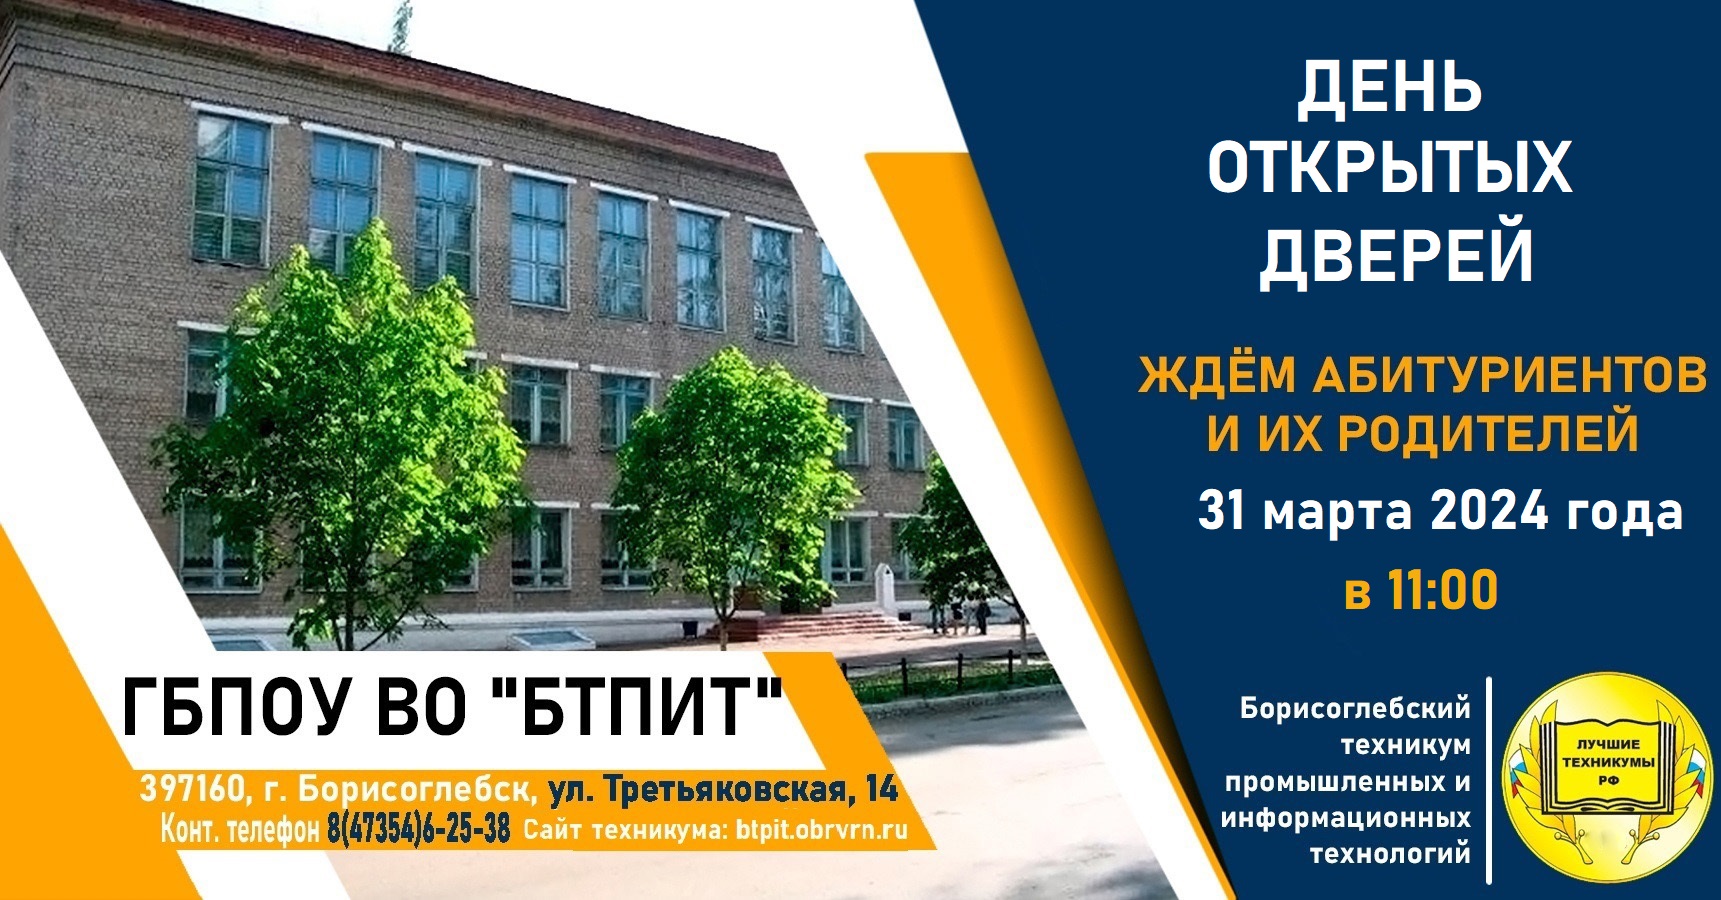 ДЕНЬ
ОТКРЫТЫХ
ДВЕРЕЙ
ЖДЁМ АБИТУРИЕНТОВ
И ИХ РОДИТЕЛЕЙ
31 марта 2024 года
в 11:00
ГБПОУ ВО "БТПИТ"
397160, г. Борисоглебск, ул. Третьяковская, 14
Конт. телефон 8(47354)6-25-38 Сайт техникума: btpit.obrvrn.ru
Борисоглебский
техникум
промышленных и
информационных
технологий
ЛУЧШИЕ
ТЕХНИКУМЫ
РФ